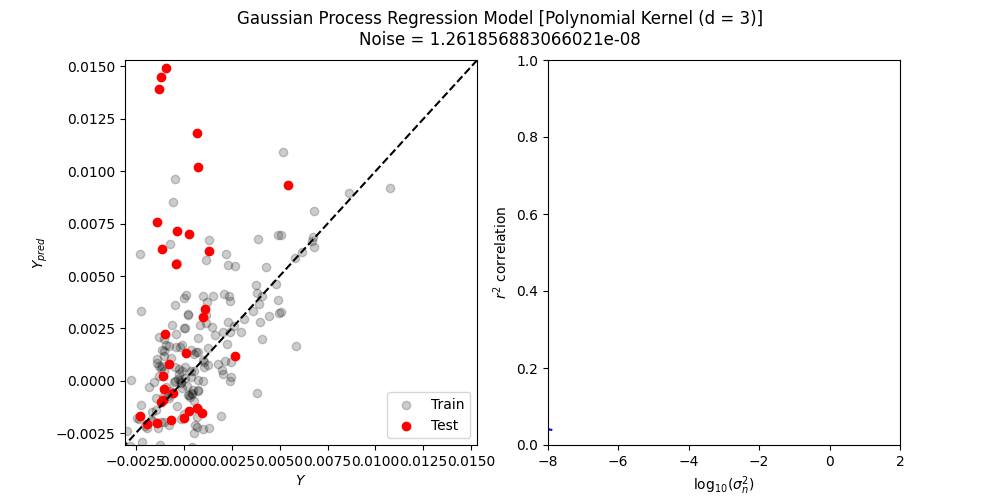 Gaussian Process Regression Model [Polynomial Kernel (d = 3)]
Noise = 1.261856883066021e-08
0.0150
0.0125
0.0100
0.0075
0.0050
0.0025
0.0000
−0.0025
Y_pred
−0.0025 0.0000 0.0025 0.0050 0.0075 0.0100 0.0125 0.0150
Y
Train
Test
1.0
0.8
0.6
0.4
0.2
0.0
r² correlation
−8 −6 −4 −2 0 2
log₁₀(σₙ²)